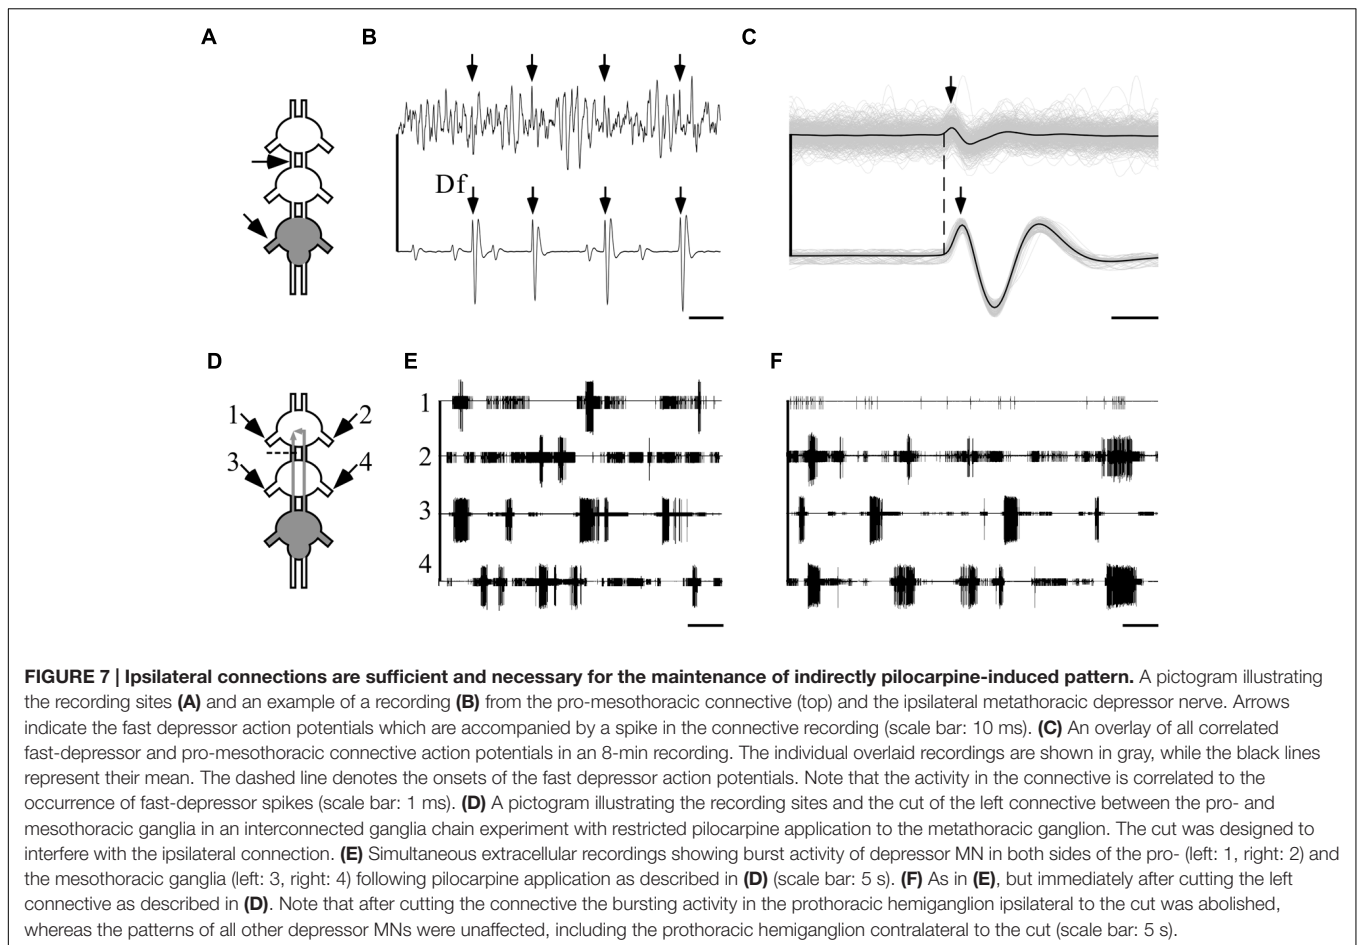 A
B
C
Df
D
E
F
1
2
3
4
1
2
3
4
FIGURE 7 | Ipsilateral connections are sufficient and necessary for the maintenance of indirectly pilocarpine-induced pattern. A pictogram illustrating
the recording sites (A) and an example of a recording (B) from the pro-mesothoracic connective (top) and the ipsilateral metathoracic depressor nerve. Arrows
indicate the fast depressor action potentials which are accompanied by a spike in the connective recording (scale bar: 10 ms). (C) An overlay of all correlated
fast-depressor and pro-mesothoracic connective action potentials in an 8-min recording. The individual overlaid recordings are shown in gray, while the black lines
represent their mean. The dashed line denotes the onsets of the fast depressor action potentials. Note that the activity in the connective is correlated to the
occurrence of fast-depressor spikes (scale bar: 1 ms). (D) A pictogram illustrating the recording sites and the cut of the left connective between the pro- and
mesothoracic ganglia in an interconnected ganglia chain experiment with restricted pilocarpine application to the metathoracic ganglion. The cut was designed to
interfere with the ipsilateral connection. (E) Simultaneous extracellular recordings showing burst activity of depressor MN in both sides of the pro- (left: 1, right: 2) and
the mesothoracic ganglia (left: 3, right: 4) following pilocarpine application as described in (D) (scale bar: 5 s). (F) As in (E), but immediately after cutting the left
connective as described in (D). Note that after cutting the connective the bursting activity in the prothoracic hemiganglion ipsilateral to the cut was abolished,
whereas the patterns of all other depressor MNs were unaffected, including the prothoracic hemiganglion contralateral to the cut (scale bar: 5 s).